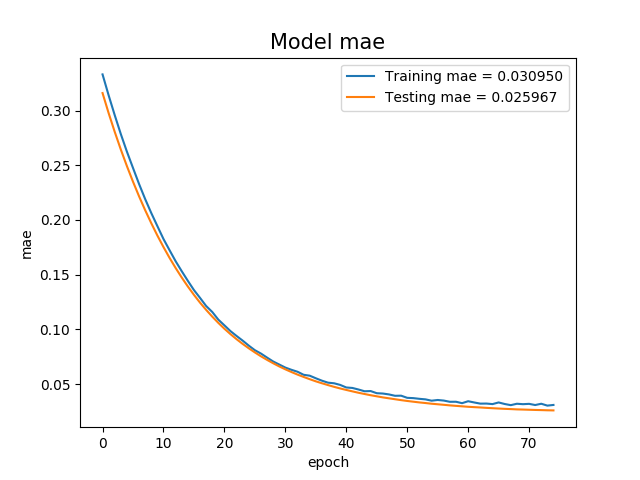 Model mae
Training mae = 0.030950
Testing mae = 0.025967
mae
0.30
0.25
0.20
0.15
0.10
0.05
0 10 20 30 40 50 60 70
epoch